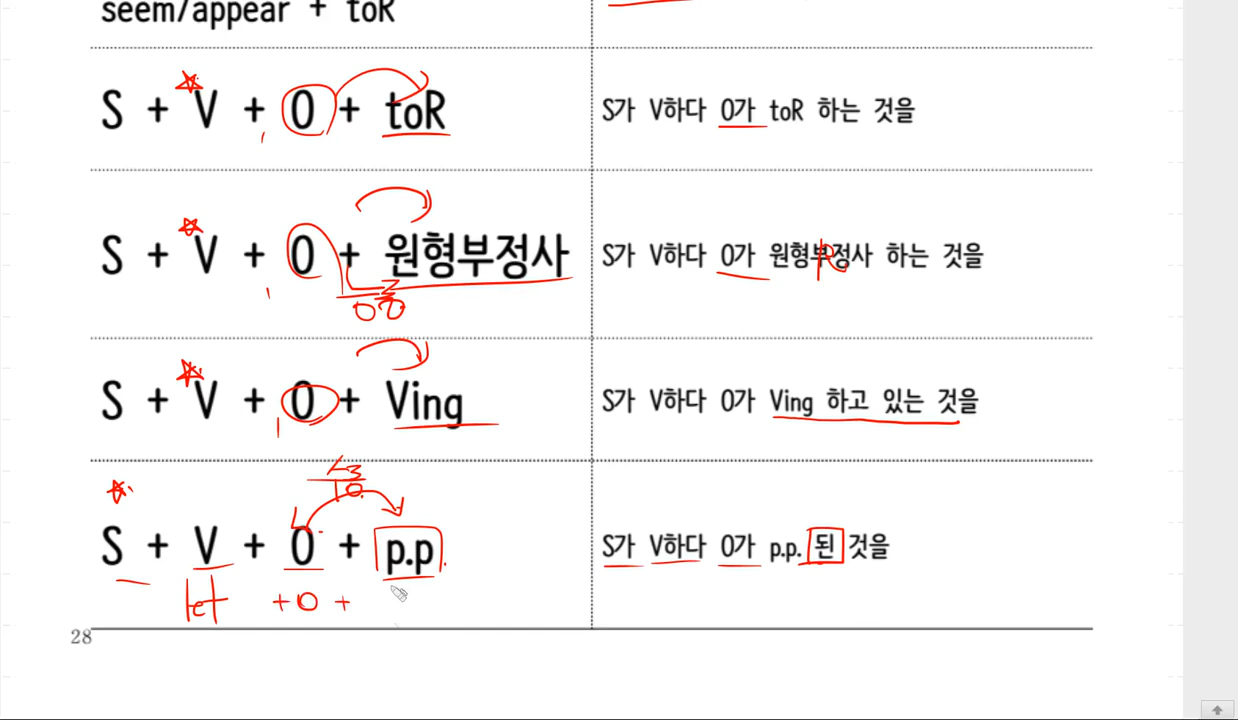 seem/appear + toR
S + V + O + toR
S가 V하다 O가 toR 하는 것을
S + V + O + 원형부정사
S가 V하다 O가 원형부정사 하는 것을
S + V + O + Ving
S가 V하다 O가 Ving 하고 있는 것을
S + V + O + p.p
S가 V하다 O가 p.p. 된 것을
let + O +
28